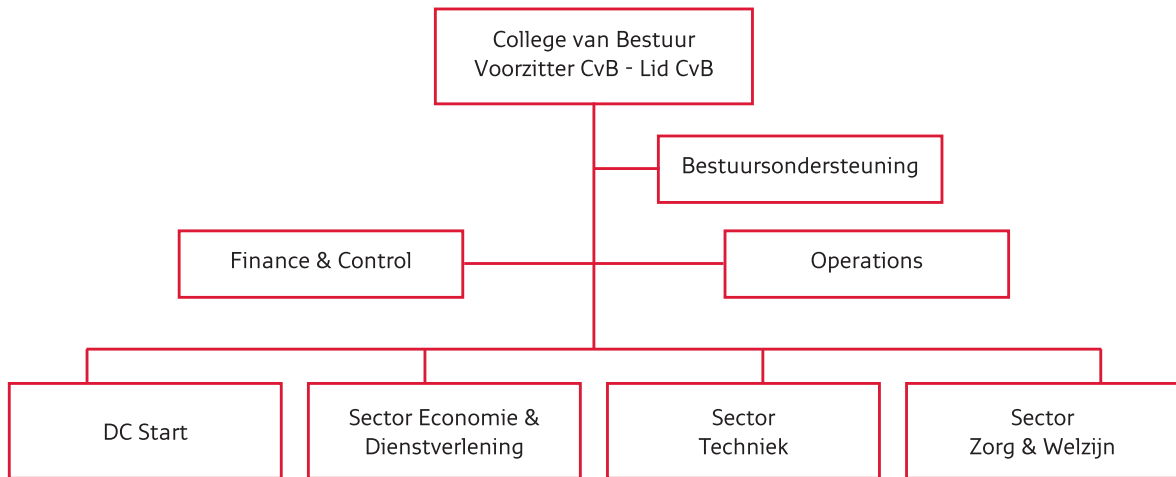 College van Bestuur
Voorzitter CvB - Lid CvB
Bestuursondersteuning
Finance & Control
Operations
DC Start
Sector Economie &
Dienstverlening
Sector
Techniek
Sector
Zorg & Welzijn